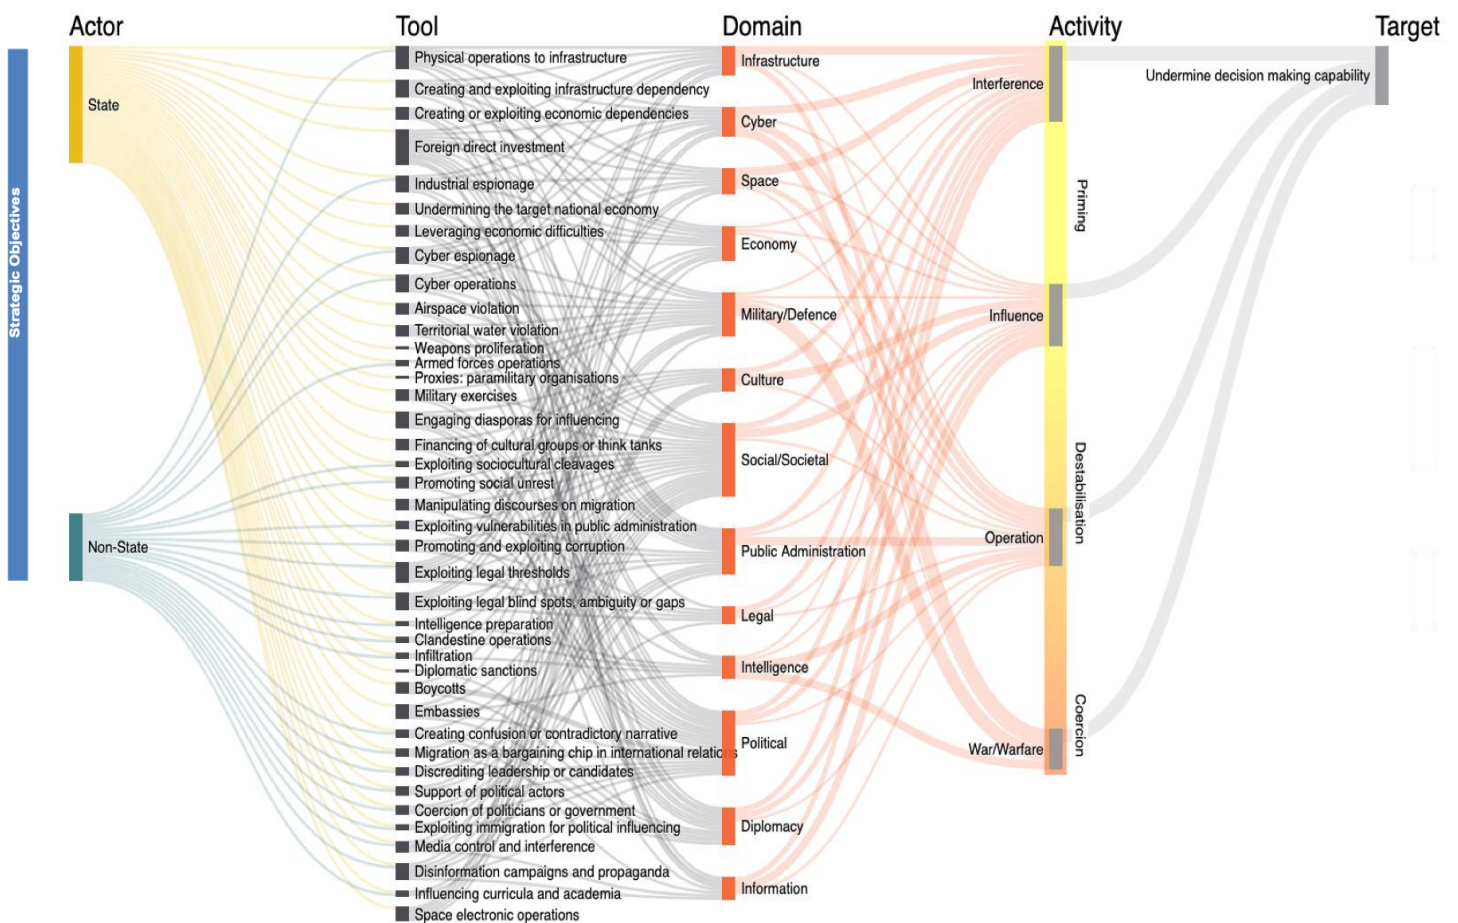 Actor
Tool
Domain
Activity
Target
Strategic Objectives
State
Non-State
Physical operations to infrastructure
Creating and exploiting infrastructure dependency
Creating or exploiting economic dependencies
Foreign direct investment
Industrial espionage
Undermining the target national economy
Leveraging economic difficulties
Cyber espionage
Cyber operations
Airspace violation
Territorial water violation
Weapons proliferation
Armed forces operations
Proxies: paramilitary organisations
Military exercises
Engaging diasporas for influencing
Financing of cultural groups or think tanks
Exploiting sociocultural cleavages
Promoting social unrest
Manipulating discourses on migration
Exploiting vulnerabilities in public administration
Promoting and exploiting corruption
Exploiting legal thresholds
Exploiting legal blind spots, ambiguity or gaps
Intelligence preparation
Clandestine operations
Infiltration
Diplomatic sanctions
Boycotts
Embassies
Creating confusion or contradictory narrative
Migration as a bargaining chip in international relations
Discrediting leadership or candidates
Support of political actors
Coercion of politicians or government
Exploiting immigration for political influencing
Media control and interference
Disinformation campaigns and propaganda
Influencing curricula and academia
Space electronic operations
Infrastructure
Cyber
Space
Economy
Military/Defence
Culture
Social/Societal
Public Administration
Legal
Intelligence
Political
Diplomacy
Information
Interference
Influence
Operation
War/Warfare
Priming
Destabilisation
Coercion
Undermine decision making capability